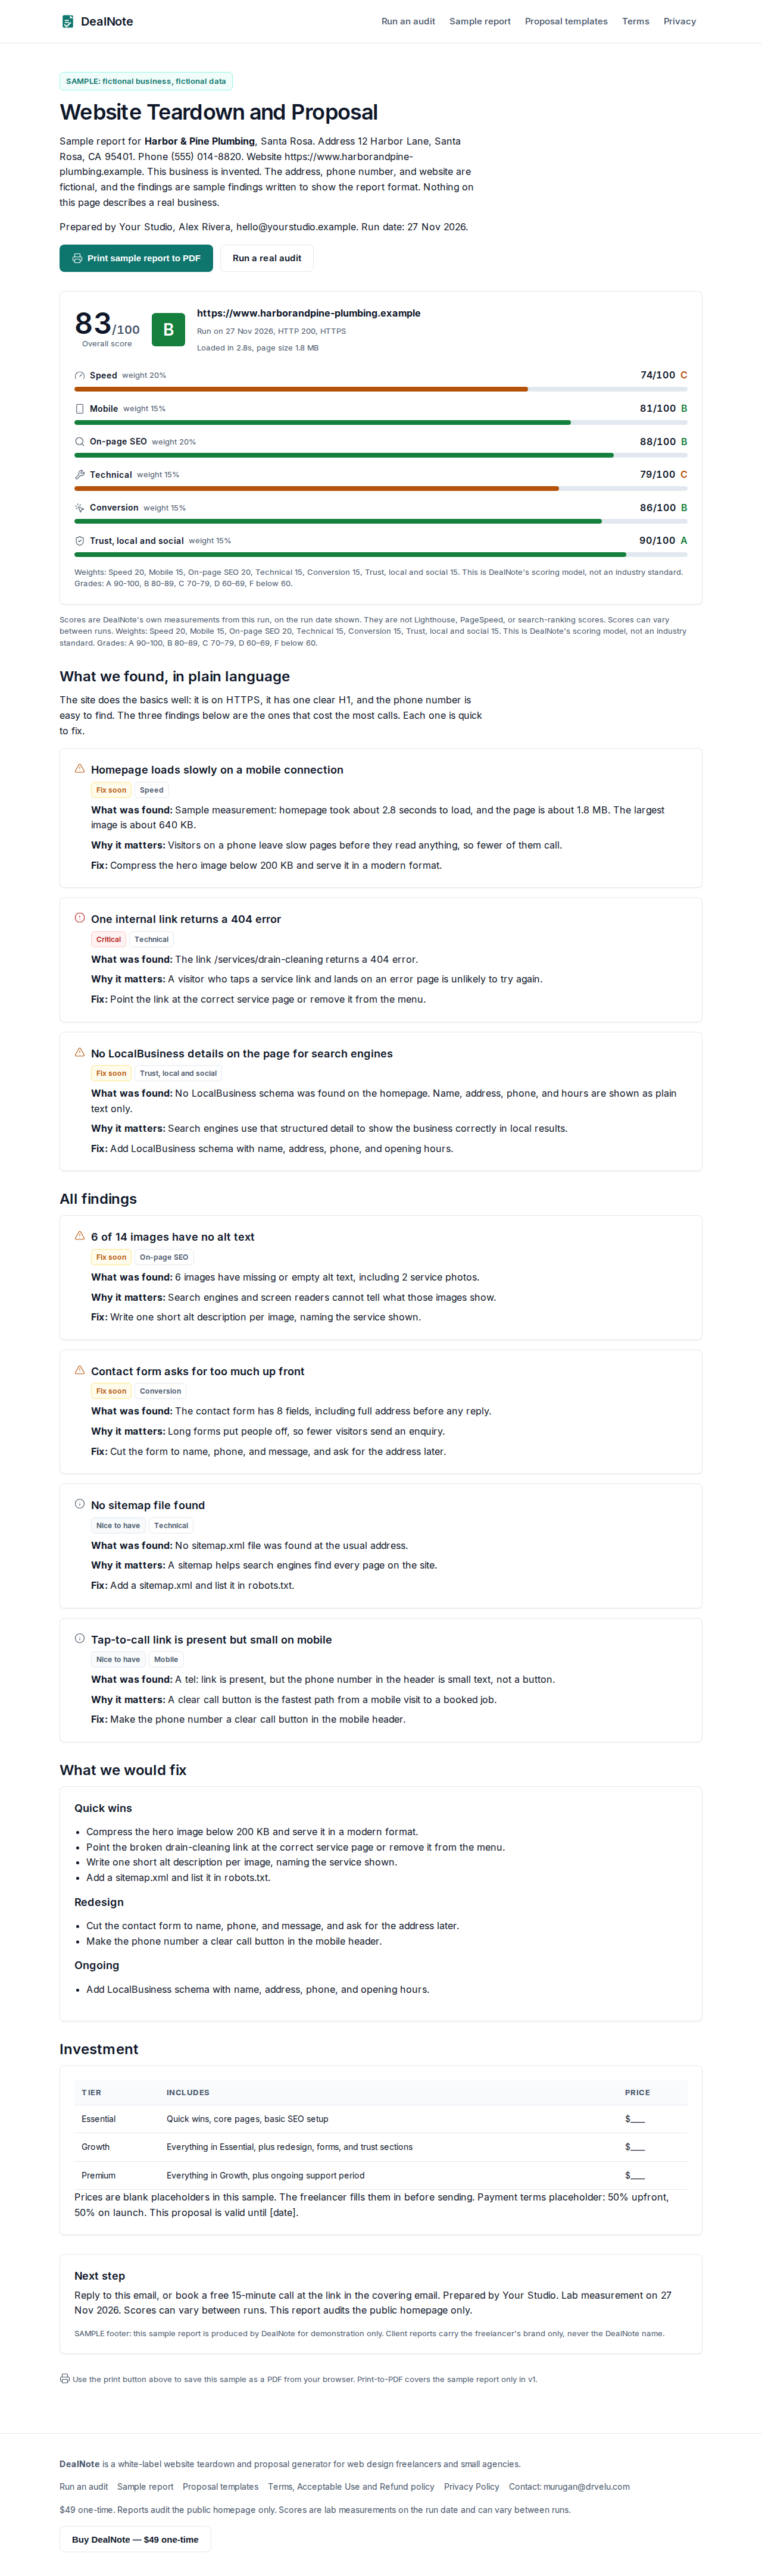 DealNote
Run an audit
Sample report
Proposal templates
Terms
Privacy
SAMPLE: fictional business, fictional data
Website Teardown and Proposal
Sample report for Harbor & Pine Plumbing, Santa Rosa. Address 12 Harbor Lane, Santa
Rosa, CA 95401. Phone (555) 014-8820. Website https://www.harborandpine-
plumbing.example. This business is invented. The address, phone number, and website are
fictional, and the findings are sample findings written to show the report format. Nothing on
this page describes a real business.
Prepared by Your Studio, Alex Rivera, hello@yourstudio.example. Run date: 27 Nov 2026.
Print sample report to PDF
Run a real audit
83/100
Overall score
B
https://www.harborandpine-plumbing.example
Run on 27 Nov 2026, HTTP 200, HTTPS
Loaded in 2.8s, page size 1.8 MB
Speed weight 20% 74/100 C
Mobile weight 15% 81/100 B
On-page SEO weight 20% 88/100 B
Technical weight 15% 79/100 C
Conversion weight 15% 86/100 B
Trust, local and social weight 15% 90/100 A
Weights: Speed 20, Mobile 15, On-page SEO 20, Technical 15, Conversion 15, Trust, local and social 15. This is DealNote's scoring model, not an industry standard.
Grades: A 90-100, B 80-89, C 70-79, D 60-69, F below 60.
Scores are DealNote's own measurements from this run, on the run date shown. They are not Lighthouse, PageSpeed, or search-ranking scores. Scores can vary
between runs. Weights: Speed 20, Mobile 15, On-page SEO 20, Technical 15, Conversion 15, Trust, local and social 15. This is DealNote's scoring model, not an industry
standard. Grades: A 90–100, B 80–89, C 70–79, D 60–69, F below 60.
What we found, in plain language
The site does the basics well: it is on HTTPS, it has one clear H1, and the phone number is
easy to find. The three findings below are the ones that cost the most calls. Each one is quick
to fix.
Homepage loads slowly on a mobile connection
Fix soon
Speed
What was found: Sample measurement: homepage took about 2.8 seconds to load, and the page is about 1.8 MB. The largest
image is about 640 KB.
Why it matters: Visitors on a phone leave slow pages before they read anything, so fewer of them call.
Fix: Compress the hero image below 200 KB and serve it in a modern format.
One internal link returns a 404 error
Critical
Technical
What was found: The link /services/drain-cleaning returns a 404 error.
Why it matters: A visitor who taps a service link and lands on an error page is unlikely to try again.
Fix: Point the link at the correct service page or remove it from the menu.
No LocalBusiness details on the page for search engines
Fix soon
Trust, local and social
What was found: No LocalBusiness schema was found on the homepage. Name, address, phone, and hours are shown as plain
text only.
Why it matters: Search engines use that structured detail to show the business correctly in local results.
Fix: Add LocalBusiness schema with name, address, phone, and opening hours.
All findings
6 of 14 images have no alt text
Fix soon
On-page SEO
What was found: 6 images have missing or empty alt text, including 2 service photos.
Why it matters: Search engines and screen readers cannot tell what those images show.
Fix: Write one short alt description per image, naming the service shown.
Contact form asks for too much up front
Fix soon
Conversion
What was found: The contact form has 8 fields, including full address before any reply.
Why it matters: Long forms put people off, so fewer visitors send an enquiry.
Fix: Cut the form to name, phone, and message, and ask for the address later.
No sitemap file found
Nice to have
Technical
What was found: No sitemap.xml file was found at the usual address.
Why it matters: A sitemap helps search engines find every page on the site.
Fix: Add a sitemap.xml and list it in robots.txt.
Tap-to-call link is present but small on mobile
Nice to have
Mobile
What was found: A tel: link is present, but the phone number in the header is small text, not a button.
Why it matters: A clear call button is the fastest path from a mobile visit to a booked job.
Fix: Make the phone number a clear call button in the mobile header.
What we would fix
Quick wins
• Compress the hero image below 200 KB and serve it in a modern format.
• Point the broken drain-cleaning link at the correct service page or remove it from the menu.
• Write one short alt description per image, naming the service shown.
• Add a sitemap.xml and list it in robots.txt.
Redesign
• Cut the contact form to name, phone, and message, and ask for the address later.
• Make the phone number a clear call button in the mobile header.
Ongoing
• Add LocalBusiness schema with name, address, phone, and opening hours.
Investment
TIER INCLUDES PRICE
Essential Quick wins, core pages, basic SEO setup $____
Growth Everything in Essential, plus redesign, forms, and trust sections $____
Premium Everything in Growth, plus ongoing support period $____
Prices are blank placeholders in this sample. The freelancer fills them in before sending. Payment terms placeholder: 50% upfront,
50% on launch. This proposal is valid until [date].
Next step
Reply to this email, or book a free 15-minute call at the link in the covering email. Prepared by Your Studio. Lab measurement on 27
Nov 2026. Scores can vary between runs. This report audits the public homepage only.
SAMPLE footer: this sample report is produced by DealNote for demonstration only. Client reports carry the freelancer's brand only, never the DealNote name.
Use the print button above to save this sample as a PDF from your browser. Print-to-PDF covers the sample report only in v1.
DealNote is a white-label website teardown and proposal generator for web design freelancers and small agencies.
Run an audit Sample report Proposal templates Terms, Acceptable Use and Refund policy Privacy Policy Contact: murugan@drvelu.com
$49 one-time. Reports audit the public homepage only. Scores are lab measurements on the run date and can vary between runs.
Buy DealNote — $49 one-time